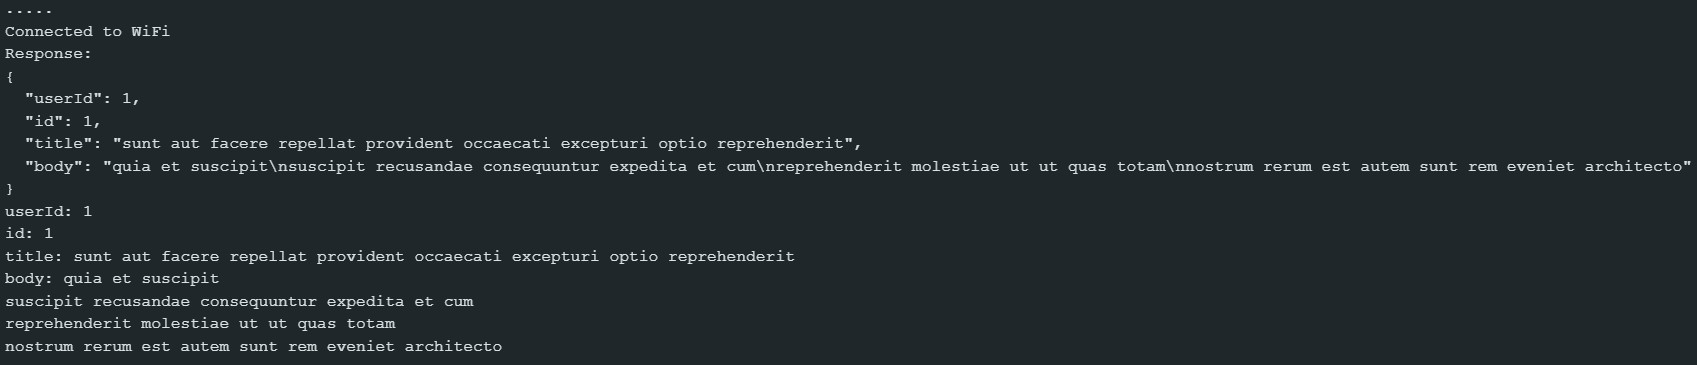 .....
Connected to WiFi
Response:
{
  "userId": 1,
  "id": 1,
  "title": "sunt aut facere repellat provident occaecati excepturi optio reprehenderit",
  "body": "quia et suscipit\nsuscipit recusandae consequuntur expedita et cum\nreprehenderit molestiae ut ut quas totam\nnostrum rerum est autem sunt rem eveniet architecto"
}
userId: 1
id: 1
title: sunt aut facere repellat provident occaecati excepturi optio reprehenderit
body: quia et suscipit
suscipit recusandae consequuntur expedita et cum
reprehenderit molestiae ut ut quas totam
nostrum rerum est autem sunt rem eveniet architecto